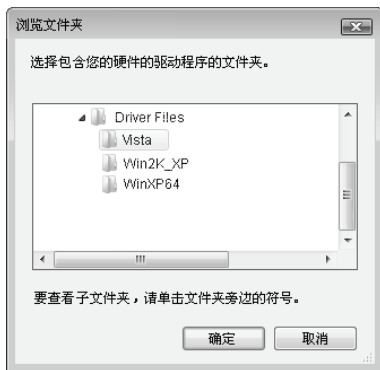 浏览文件夹
选择包含您的硬件的驱动程序的文件夹。
Driver Files
Vista
Win2K_XP
WinXP64
要查看子文件夹，请单击文件夹旁边的符号。
确定 取消